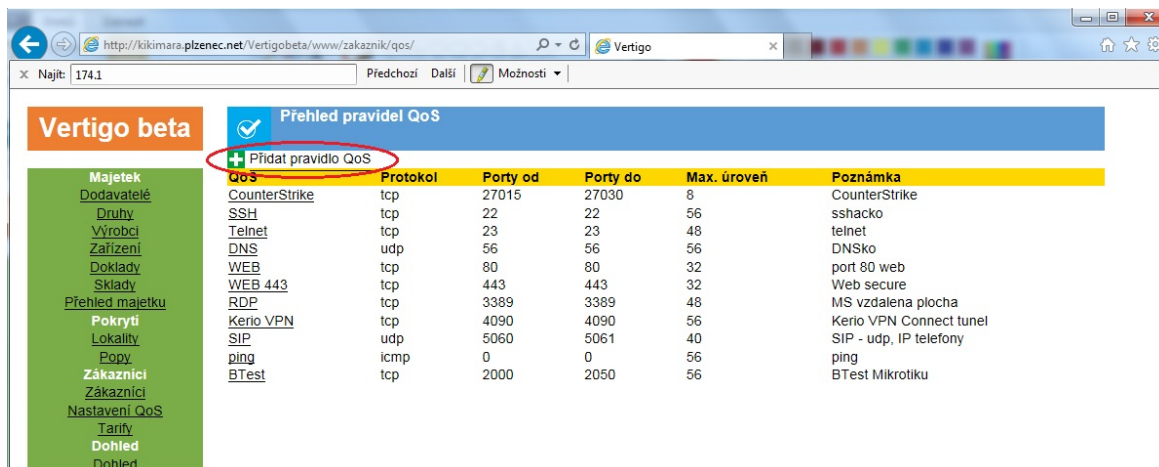 http://kikimara.plzenec.net/Vertigobeta/www/zakaznik/qos/
Vertigo
Najít: 174.1 Předchozí Další Možnosti
Vertigo beta
Přehled pravidel QoS
Přidat pravidlo QoS
Majetek
Dodavatelé
Druhy
Výrobci
Zařízení
Doklady
Sklady
Přehled majetku
Pokrytí
Lokality
Popy
Zákazníci
Zákazníci
Nastavení QoS
Tarify
Dohled
Dohled
QoS Protokol Porty od Porty do Max. úroveň Poznámka
CounterStrike tcp 27015 27030 8 CounterStrike
SSH tcp 22 22 56 sshacko
Telnet tcp 23 23 48 telnet
DNS udp 56 56 56 DNSko
WEB tcp 80 80 32 port 80 web
WEB 443 tcp 443 443 32 Web secure
RDP tcp 3389 3389 48 MS vzdalena plocha
Kerio VPN tcp 4090 4090 56 Kerio VPN Connect tunel
SIP udp 5060 5061 40 SIP - udp, IP telefony
ping icmp 0 0 56 ping
BTest tcp 2000 2050 56 BTest Mikrotiku